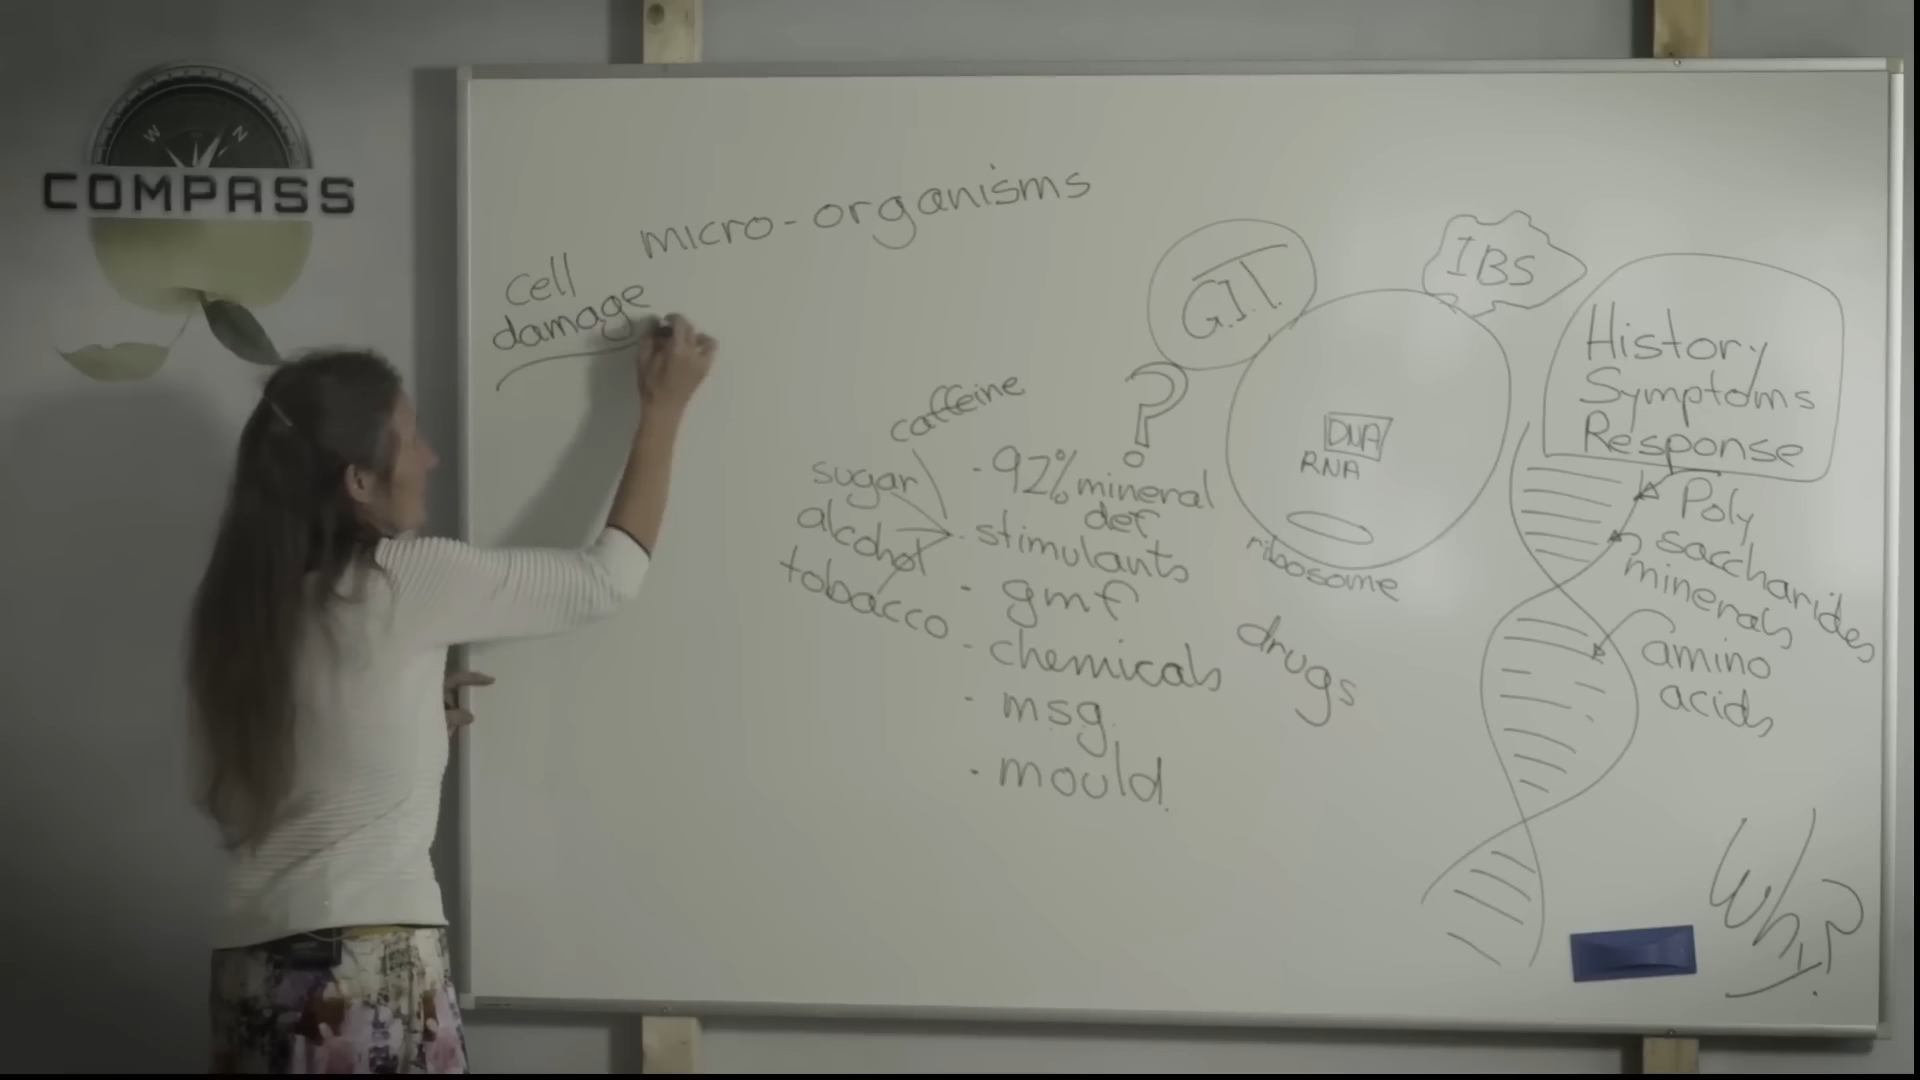 W N
COMPASS
micro-organisms
cell
damage
G.I.T.
IBS
History
Symptoms
Response
?
caffeine
sugar
alcohol
tobacco
- 92% mineral
def
- stimulants
- gmf
- chemicals
- msg
- mould
DNA
RNA
ribosome
drugs
Poly
saccharides
minerals
amino
acids